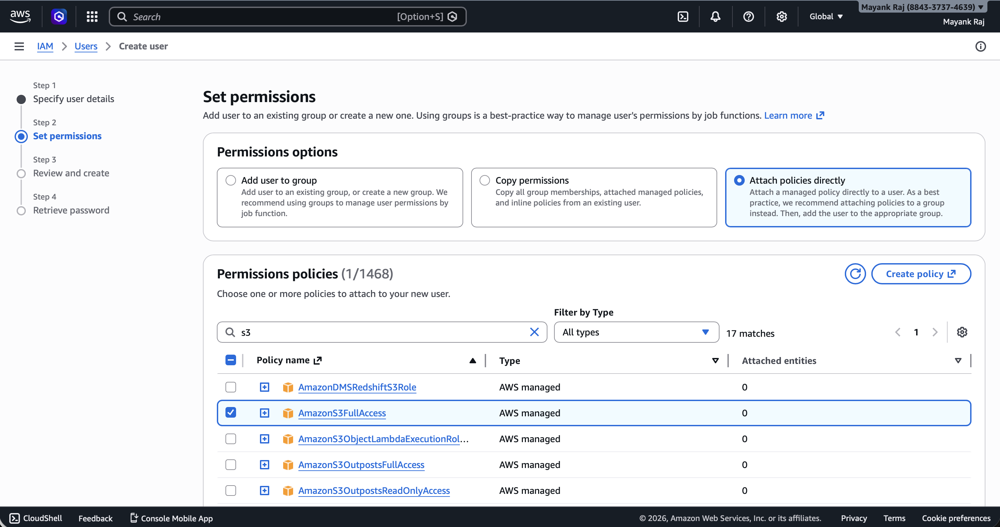 aws
Search
[Option+S]
Global
Mayank Raj (8843-3737-4639)
Mayank Raj
IAM
Users
Create user
Step 1
Specify user details
Step 2
Set permissions
Step 3
Review and create
Step 4
Retrieve password
Set permissions
Add user to an existing group or create a new one. Using groups is a best-practice way to manage user's permissions by job functions. Learn more
Permissions options
Add user to group
Add user to an existing group, or create a new group. We
recommend using groups to manage user permissions by
job function.
Copy permissions
Copy all group memberships, attached managed policies,
and inline policies from an existing user.
Attach policies directly
Attach a managed policy directly to a user. As a best
practice, we recommend attaching policies to a group
instead. Then, add the user to the appropriate group.
Permissions policies (1/1468)
Create policy
Choose one or more policies to attach to your new user.
Filter by Type
s3
All types
17 matches
1
Policy name
Type
Attached entities
AmazonDMSRedshiftS3Role AWS managed 0
AmazonS3FullAccess AWS managed 0
AmazonS3ObjectLambdaExecutionRol... AWS managed 0
AmazonS3OutpostsFullAccess AWS managed 0
AmazonS3OutpostsReadOnlyAccess AWS managed 0
CloudShell
Feedback
Console Mobile App
© 2026, Amazon Web Services, Inc. or its affiliates.
Privacy
Terms
Cookie preferences